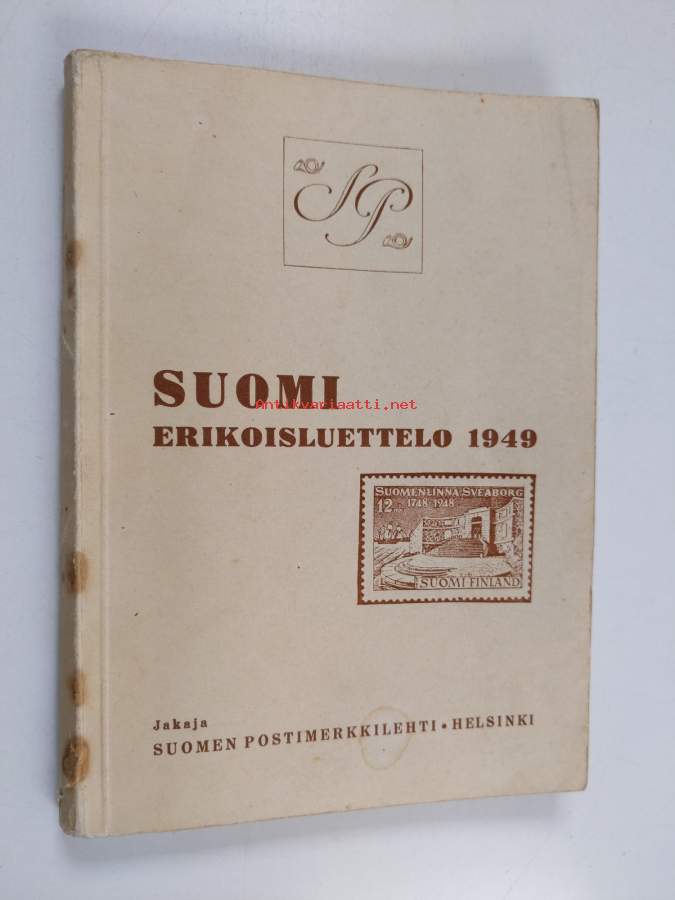 SP
SUOMI
Antikvariaatti.net
ERIKOISLUETTELO 1949
SUOMENLINNA-SVEABORG
12 1748-1948
SUOMI-FINLAND
Jakaja
SUOMEN POSTIMERKKILEHTI • HELSINKI